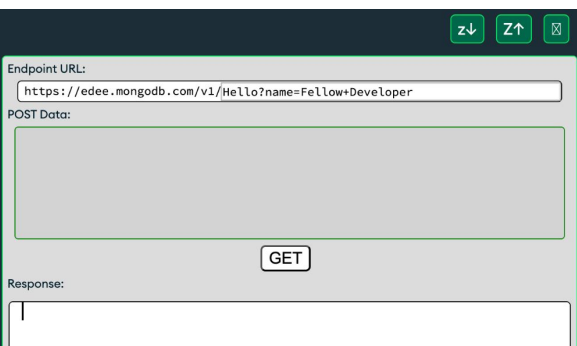 z↓ Z↑
Endpoint URL:
https://edee.mongodb.com/v1/Hello?name=Fellow+Developer
POST Data:
GET
Response: